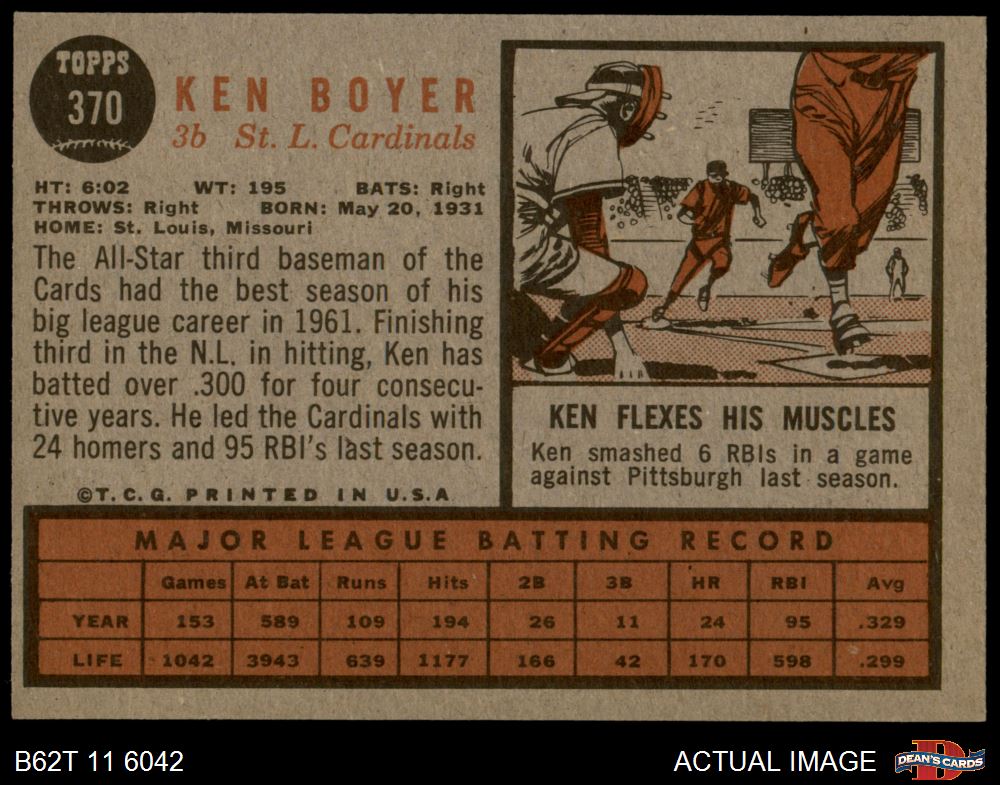 TOPPS
370
KEN BOYER
3b St. L. Cardinals
HT: 6:02 WT: 195 BATS: Right
THROWS: Right BORN: May 20, 1931
HOME: St. Louis, Missouri
The All-Star third baseman of the
Cards had the best season of his
big league career in 1961. Finishing
third in the N.L. in hitting, Ken has
batted over .300 for four consecu-
tive years. He led the Cardinals with
24 homers and 95 RBI's last season.
©T.C.G. PRINTED IN U.S.A
KEN FLEXES HIS MUSCLES
Ken smashed 6 RBIs in a game
against Pittsburgh last season.
MAJOR LEAGUE BATTING RECORD
Games At Bat Runs Hits 2B 3B HR RBI Avg
YEAR 153 589 109 194 26 11 24 95 .329
LIFE 1042 3943 639 1177 166 42 170 598 .299
B62T 11 6042
ACTUAL IMAGE
D
DEAN'S CARDS